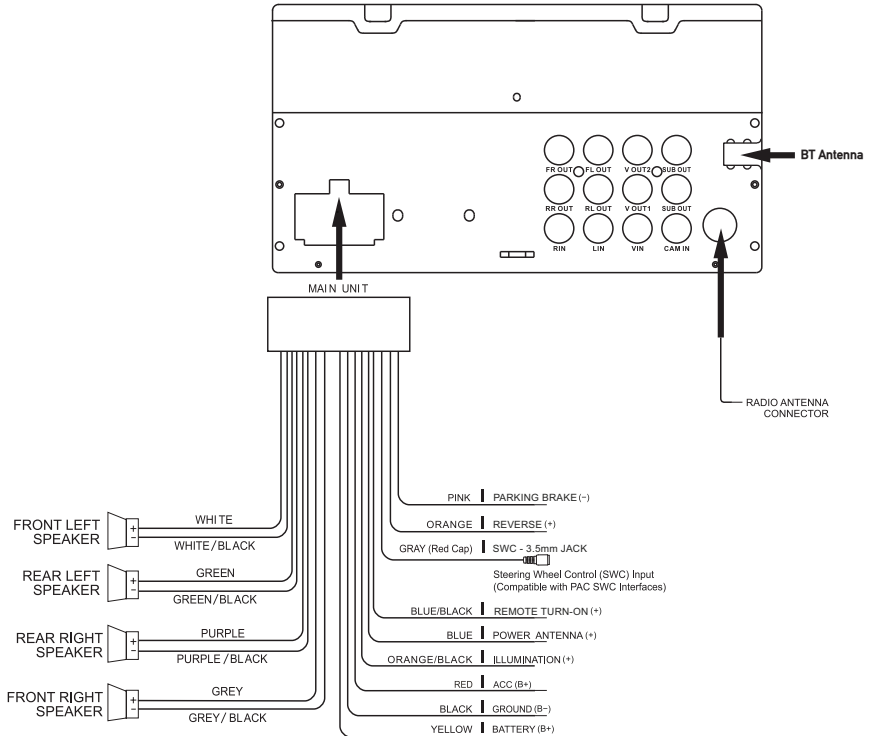 BT Antenna
FR OUT FL OUT V OUT2 SUB OUT
RR OUT RL OUT V OUT1 SUB OUT
RIN LIN VIN CAM IN
MAIN UNIT
RADIO ANTENNA
CONNECTOR
PINK PARKING BRAKE (−)
ORANGE REVERSE (+)
GRAY (Red Cap) SWC - 3.5mm JACK
Steering Wheel Control (SWC) Input
(Compatible with PAC SWC Interfaces)
BLUE/BLACK REMOTE TURN-ON (+)
BLUE POWER ANTENNA (+)
ORANGE/BLACK ILLUMINATION (+)
RED ACC (B+)
BLACK GROUND (B−)
YELLOW BATTERY (B+)
FRONT LEFT
SPEAKER
+
−
WHITE
WHITE/BLACK
REAR LEFT
SPEAKER
+
−
GREEN
GREEN/BLACK
REAR RIGHT
SPEAKER
+
−
PURPLE
PURPLE/BLACK
FRONT RIGHT
SPEAKER
+
−
GREY
GREY/BLACK